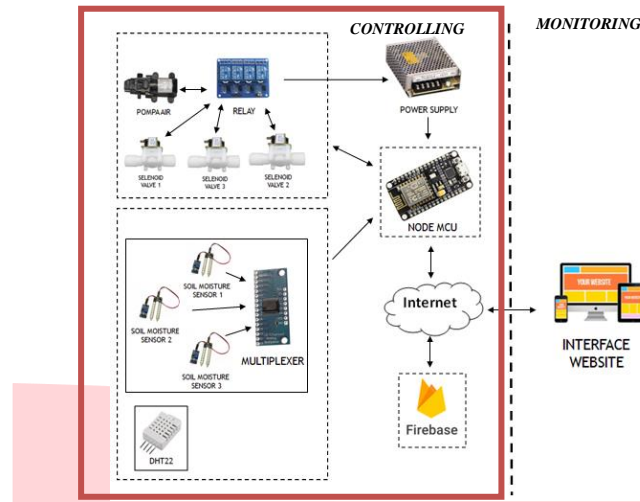 CONTROLLING
MONITORING
POMPA AIR
RELAY
POWER SUPPLY
SELENOID
VALVE 1
SELENOID
VALVE 3
SELENOID
VALVE 2
NODE MCU
SOIL MOISTURE
SENSOR 1
SOIL MOISTURE
SENSOR 2
SOIL MOISTURE
SENSOR 3
MULTIPLEXER
DHT22
Internet
Firebase
YOUR WEBSITE
INTERFACE
WEBSITE